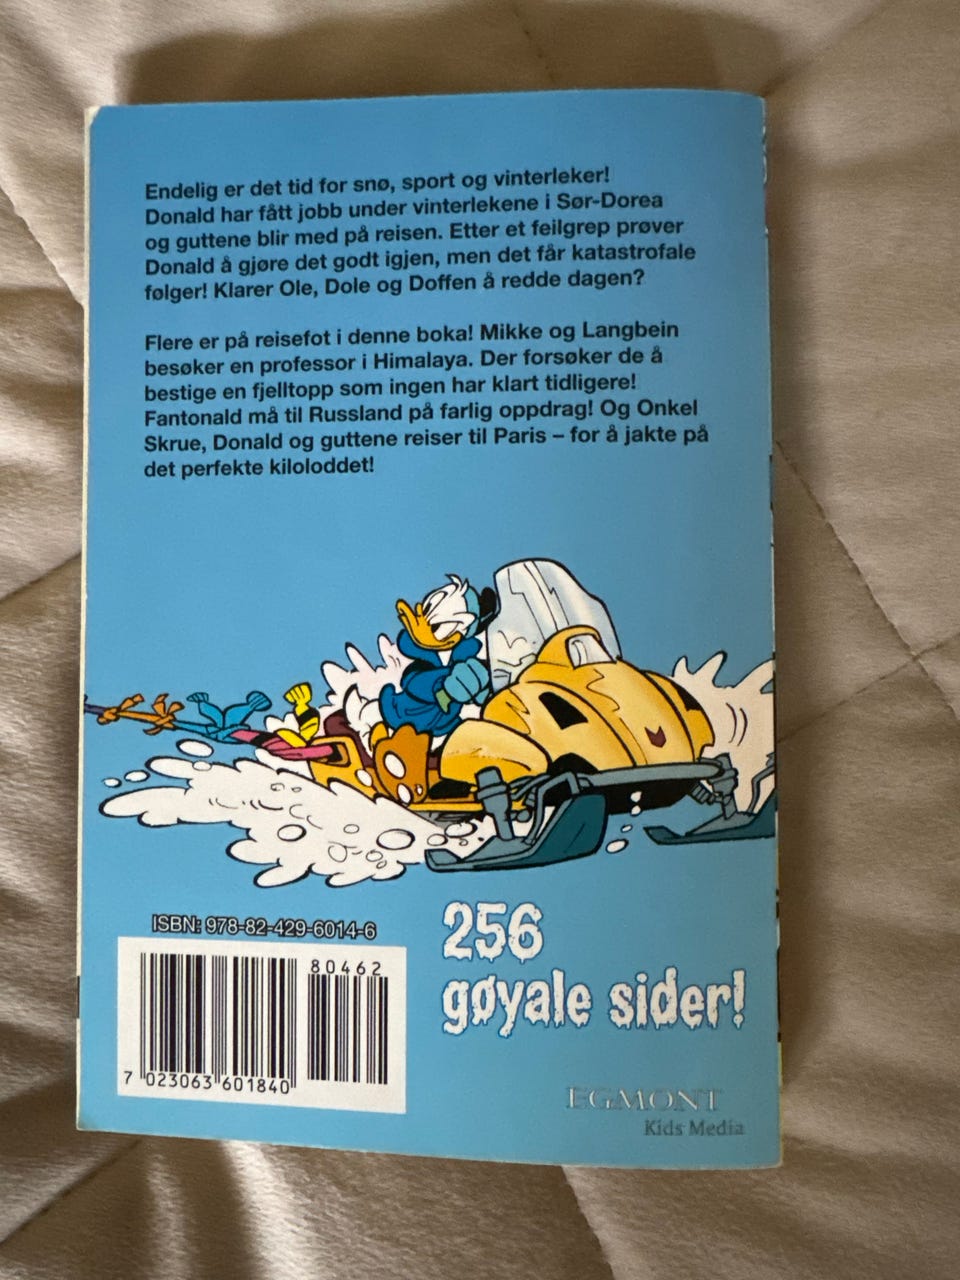 Endelig er det tid for snø, sport og vinterleker!
Donald har fått jobb under vinterlekene i Sør-Dorea
og guttene blir med på reisen. Etter et feilgrep prøver
Donald å gjøre det godt igjen, men det får katastrofale
følger! Klarer Ole, Dole og Doffen å redde dagen?
Flere er på reisefot i denne boka! Mikke og Langbein
besøker en professor i Himalaya. Der forsøker de å
bestige en fjelltopp som ingen har klart tidligere!
Fantonald må til Russland på farlig oppdrag! Og Onkel
Skrue, Donald og guttene reiser til Paris – for å jakte på
det perfekte kiloloddet!
ISBN: 978-82-429-6014-6
80462
7 023063 601840
256
gøyale sider!
EGMONT
Kids Media